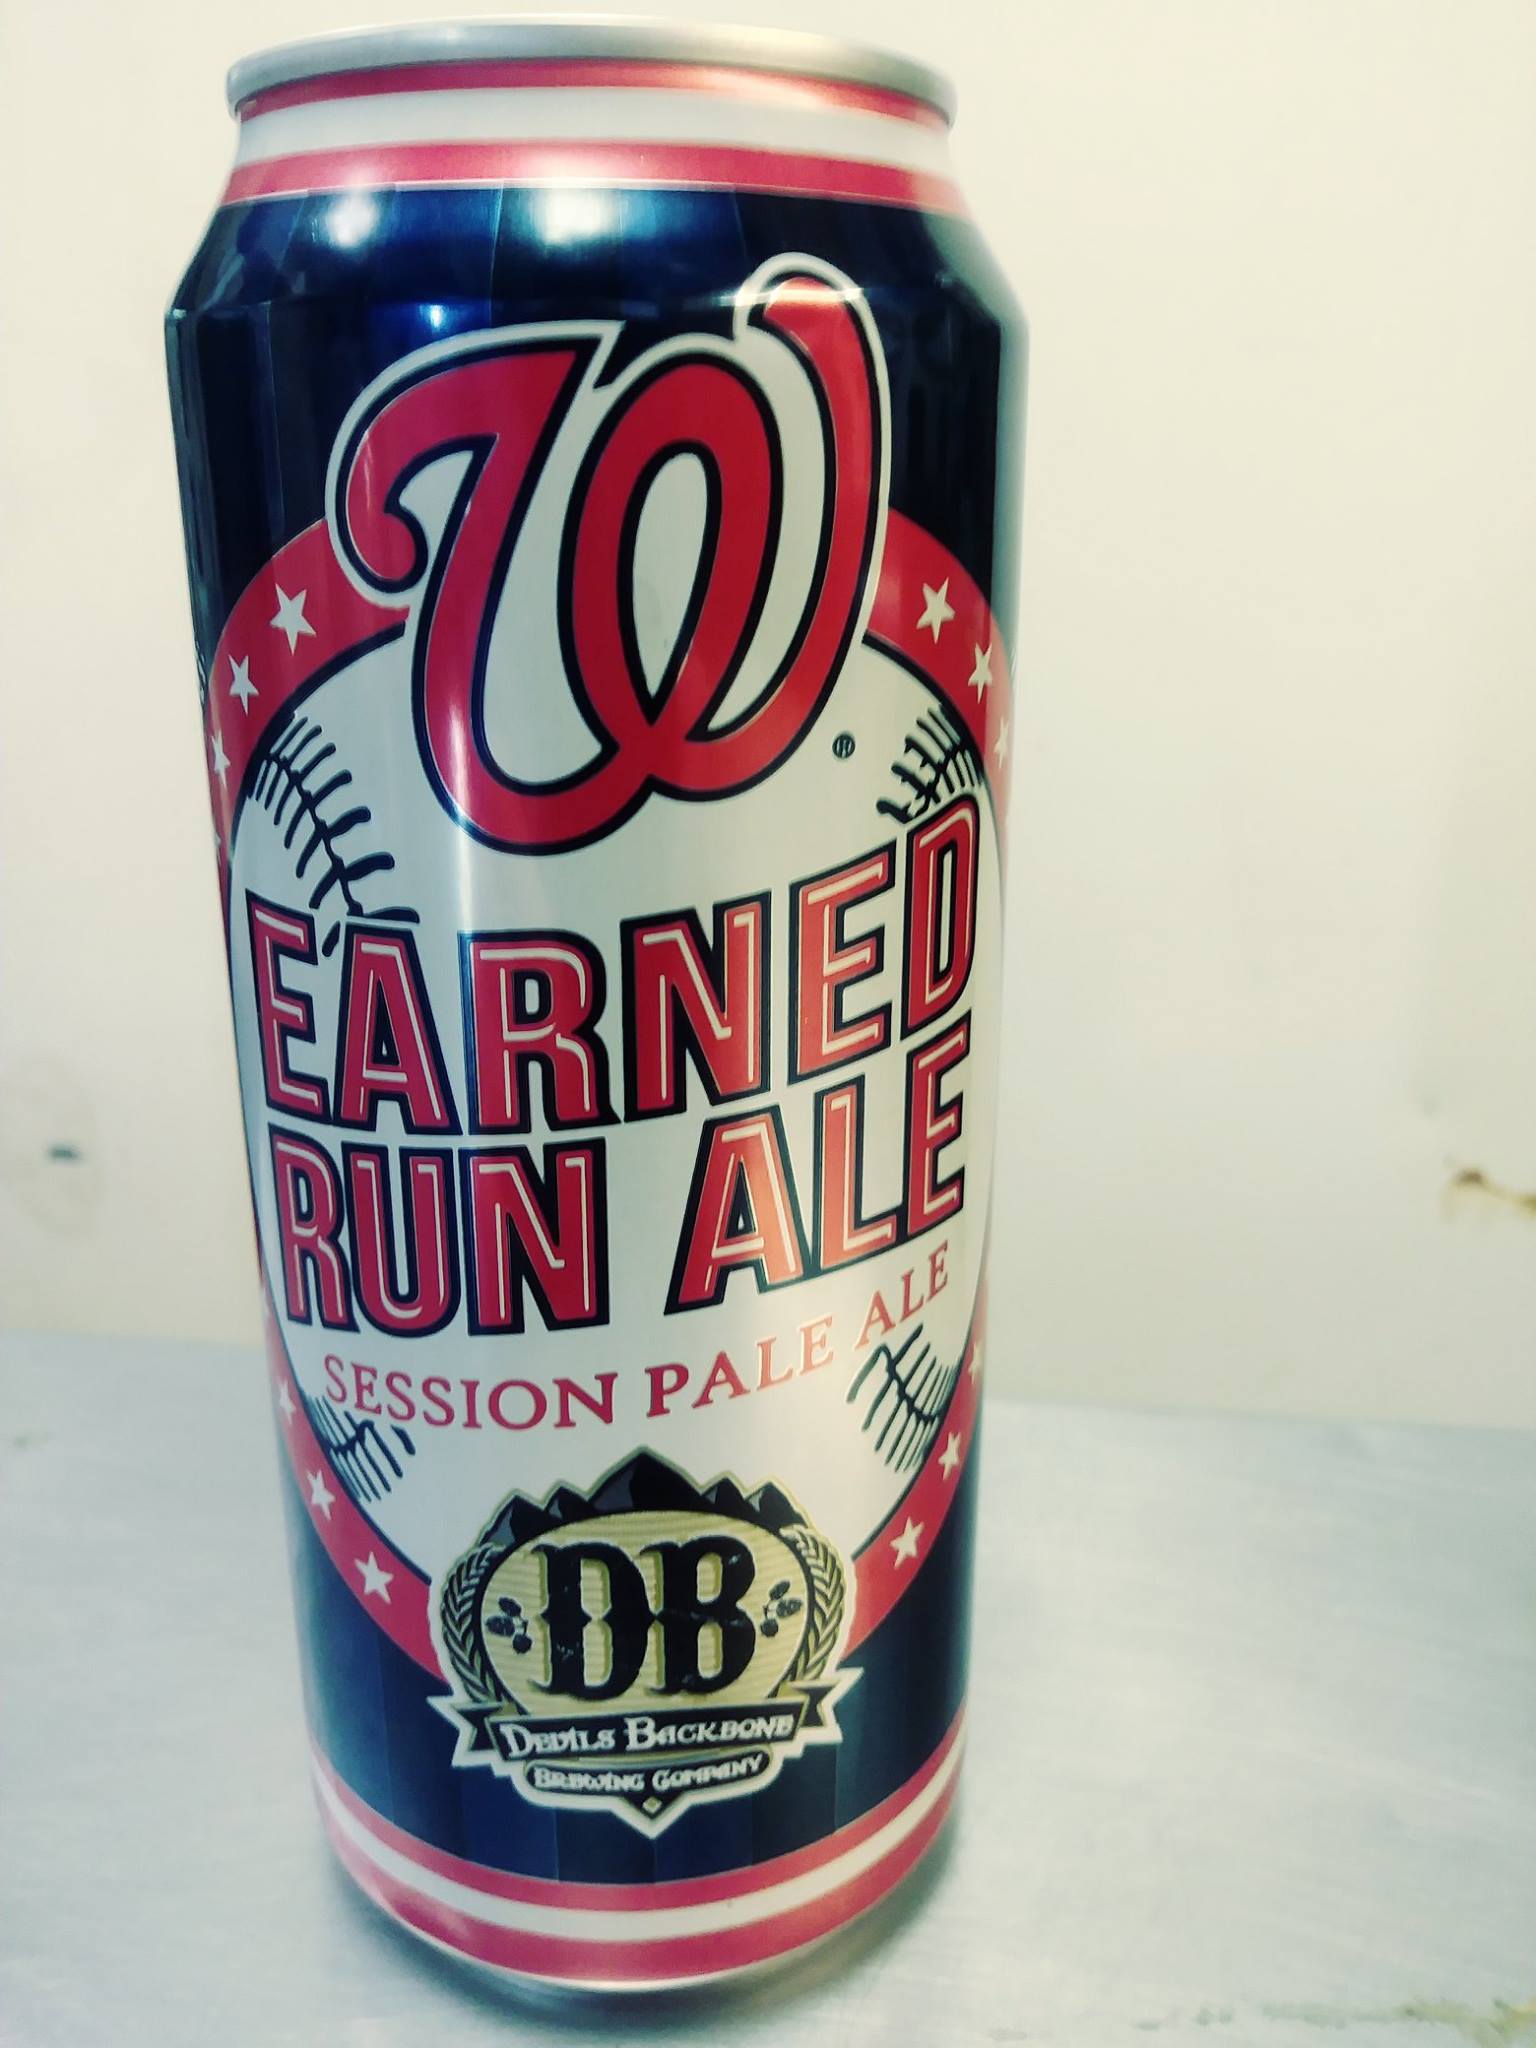 W
®
EARNED
RUN ALE
SESSION PALE ALE
DB
DEVILS BACKBONE
BREWING COMPANY